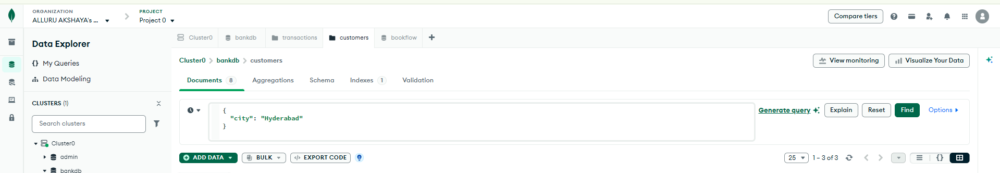 ORGANIZATION
ALLURU AKSHAYA's ...
PROJECT
Project 0
Compare tiers
Data Explorer
My Queries
Data Modeling
CLUSTERS (1)
Search clusters
Cluster0
admin
bankdb
Cluster0
bankdb
transactions
customers
bookflow
Cluster0 > bankdb > customers
View monitoring
Visualize Your Data
Documents 8
Aggregations
Schema
Indexes 1
Validation
{
"city": "Hyderabad"
}
Generate query
Explain
Reset
Find
Options
ADD DATA
BULK
</> EXPORT CODE
25
1 – 3 of 3
{}